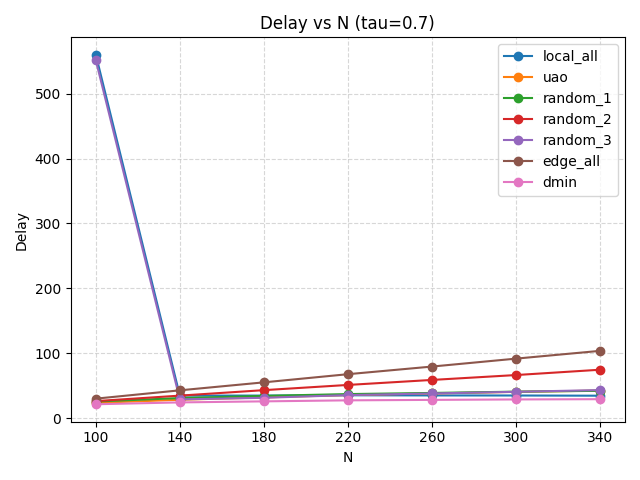 Delay vs N (tau=0.7)
local_all
uao
random_1
random_2
random_3
edge_all
dmin
Delay
500
400
300
200
100
0
100 140 180 220 260 300 340
N